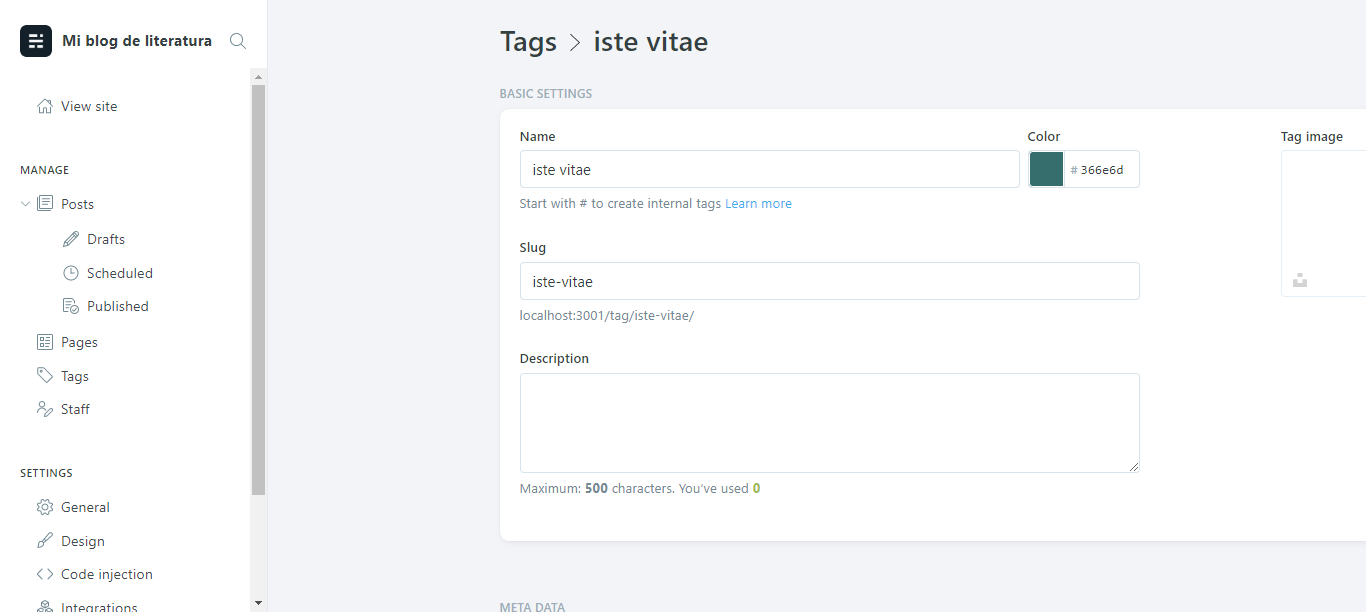 Mi blog de literatura
View site
MANAGE
Posts
Drafts
Scheduled
Published
Pages
Tags
Staff
SETTINGS
General
Design
Code injection
Integrations
Tags > iste vitae
BASIC SETTINGS
Name
iste vitae
Start with # to create internal tags Learn more
Color
# 366e6d
Slug
iste-vitae
localhost:3001/tag/iste-vitae/
Description
Maximum: 500 characters. You've used 0
Tag image
META DATA